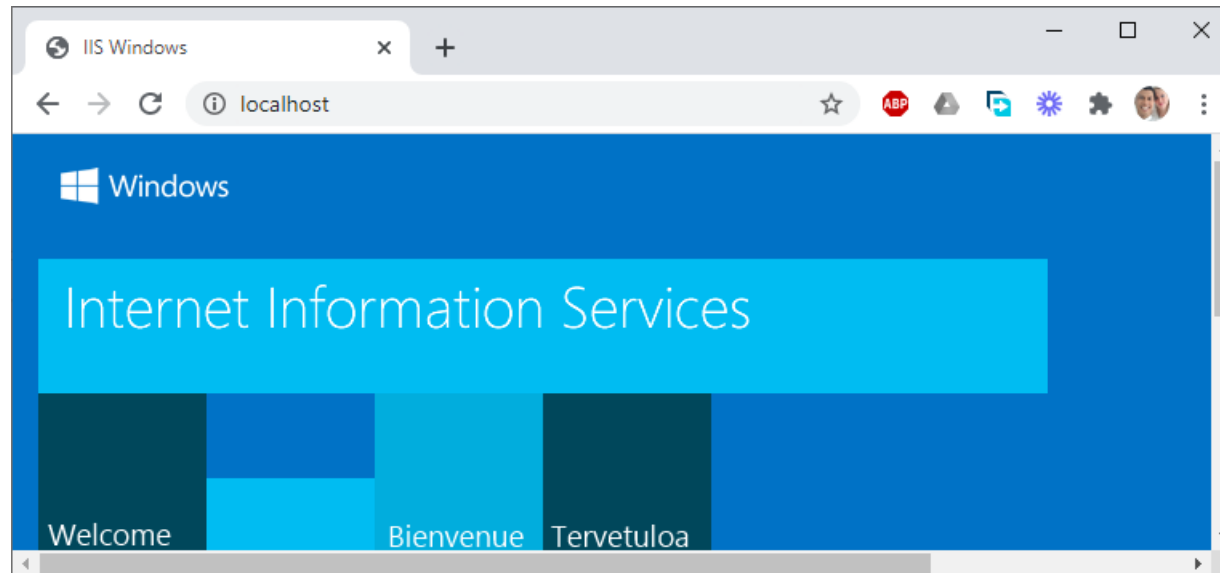 IIS Windows
localhost
ABP
Windows
Internet Information Services
Welcome Bienvenue Tervetuloa